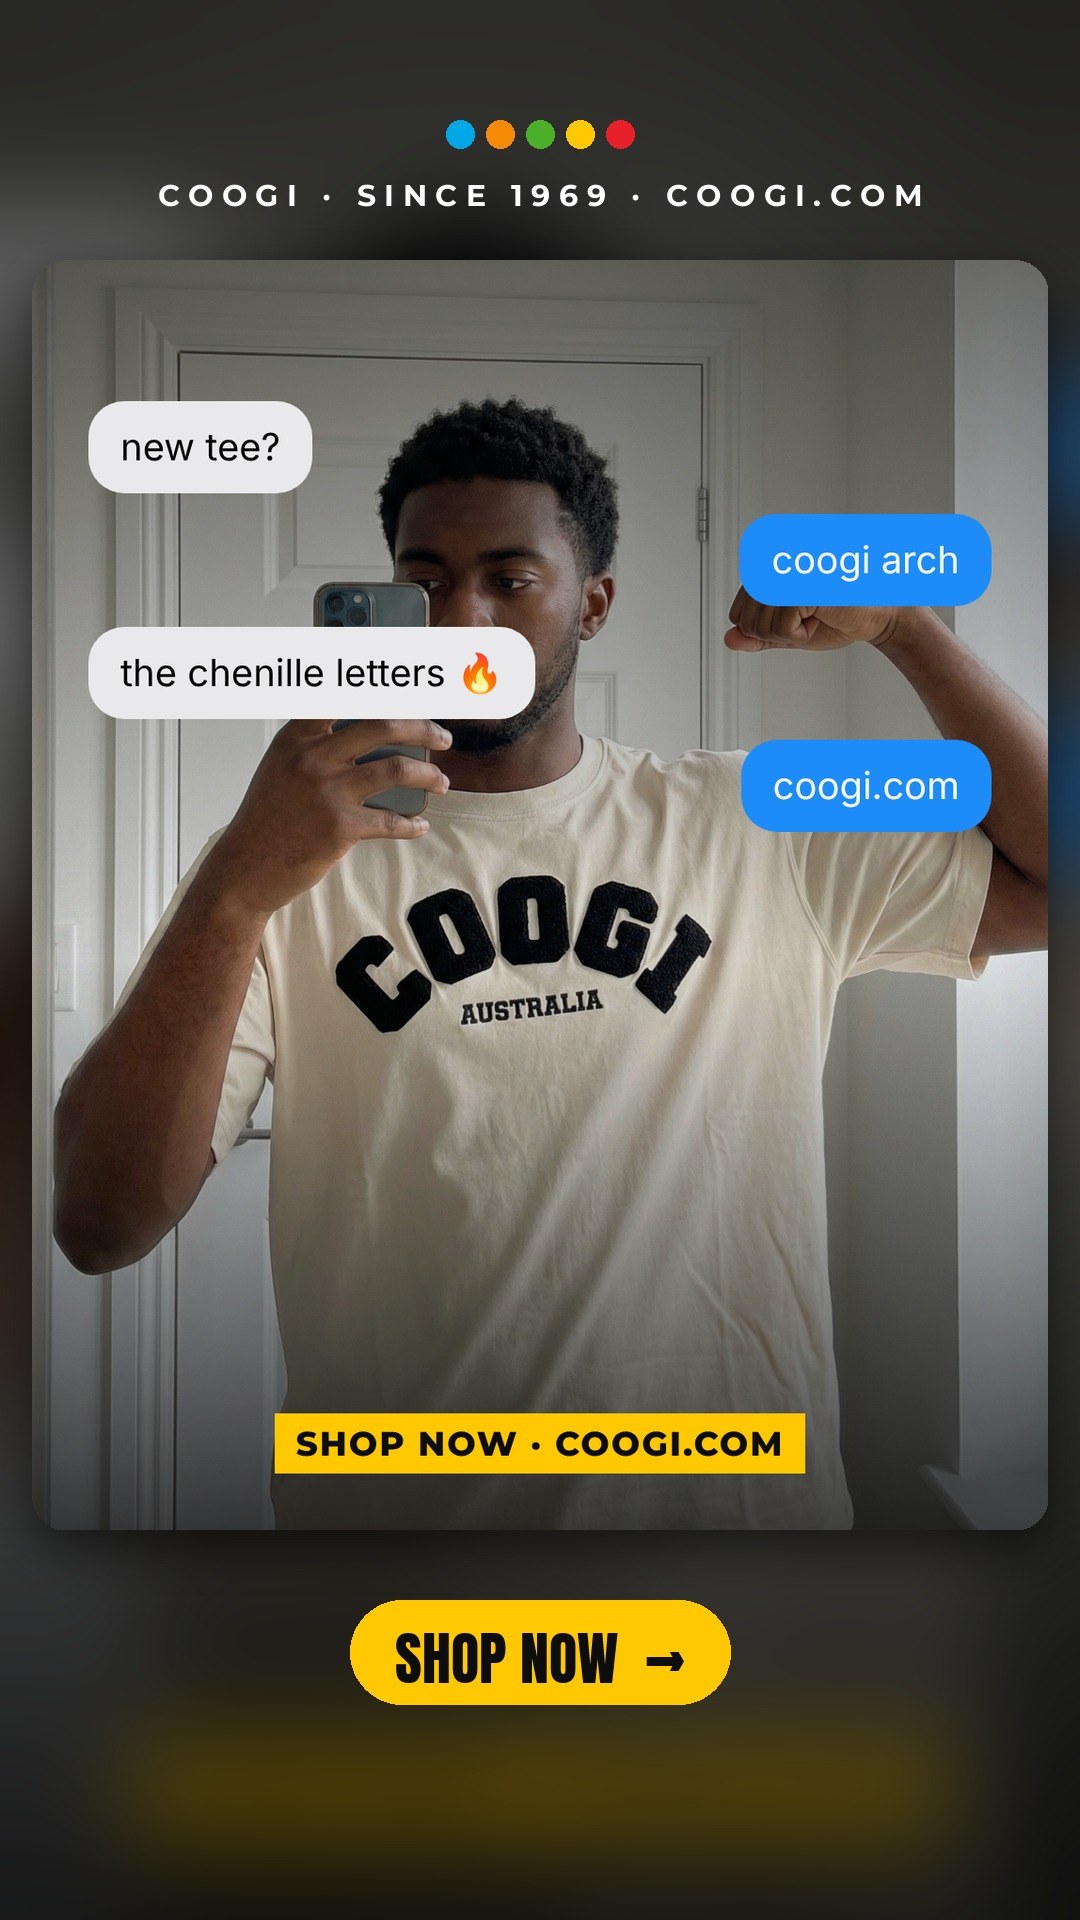 COOGI · SINCE 1969 · COOGI.COM
new tee?
coogi arch
the chenille letters 🔥
coogi.com
COOGI
AUSTRALIA
SHOP NOW · COOGI.COM
SHOP NOW →